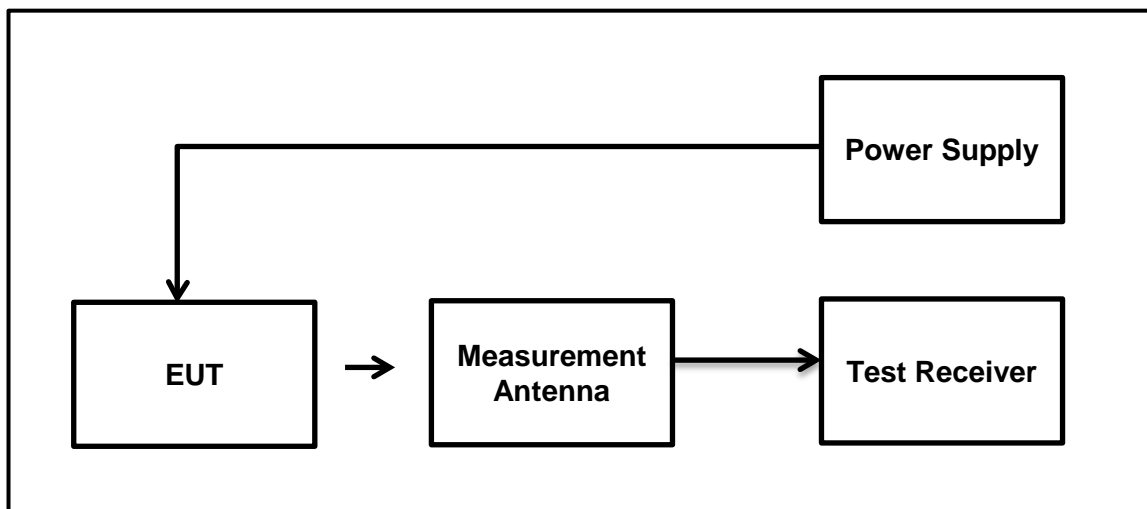 Power Supply
EUT
Measurement
Antenna
Test Receiver